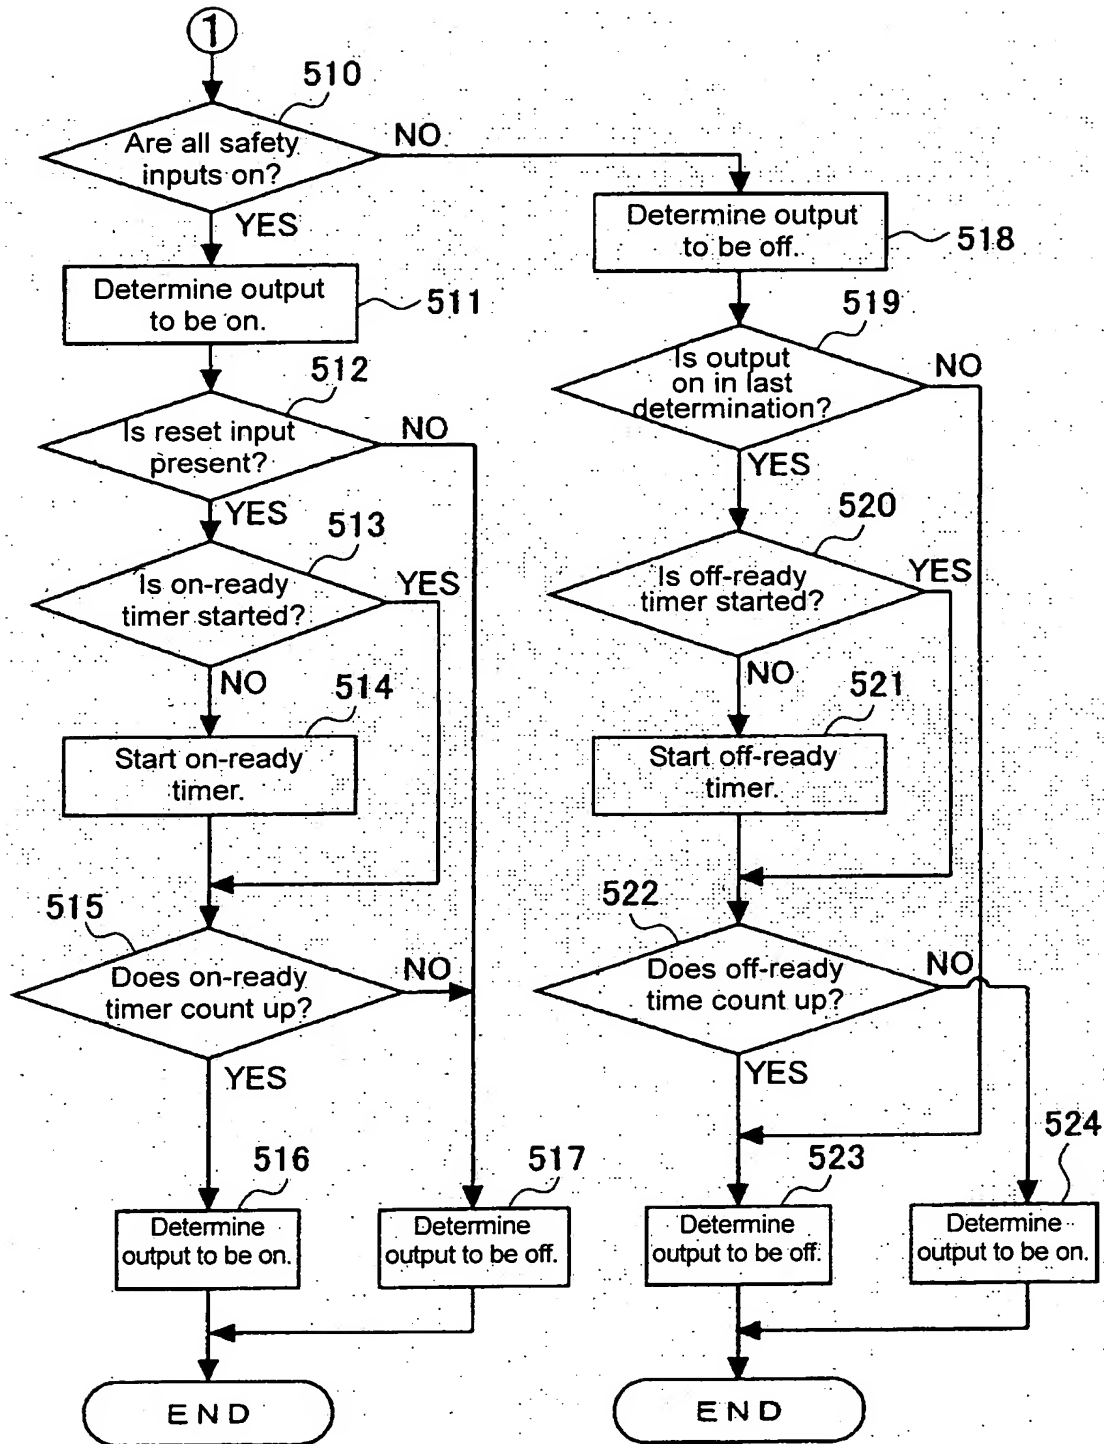 1
510
Are all safety
inputs on?
NO
YES
Determine output
to be on.
511
Determine output
to be off.
518
512
Is reset input
present?
NO
YES
519
Is output
on in last
determination?
NO
YES
513
Is on-ready
timer started?
YES
NO
520
Is off-ready
timer started?
YES
NO
514
Start on-ready
timer.
521
Start off-ready
timer.
515
Does on-ready
timer count up?
NO
YES
522
Does off-ready
time count up?
NO
YES
516
Determine
output to be on.
517
Determine
output to be off.
523
Determine
output to be off.
524
Determine
output to be on.
END
END